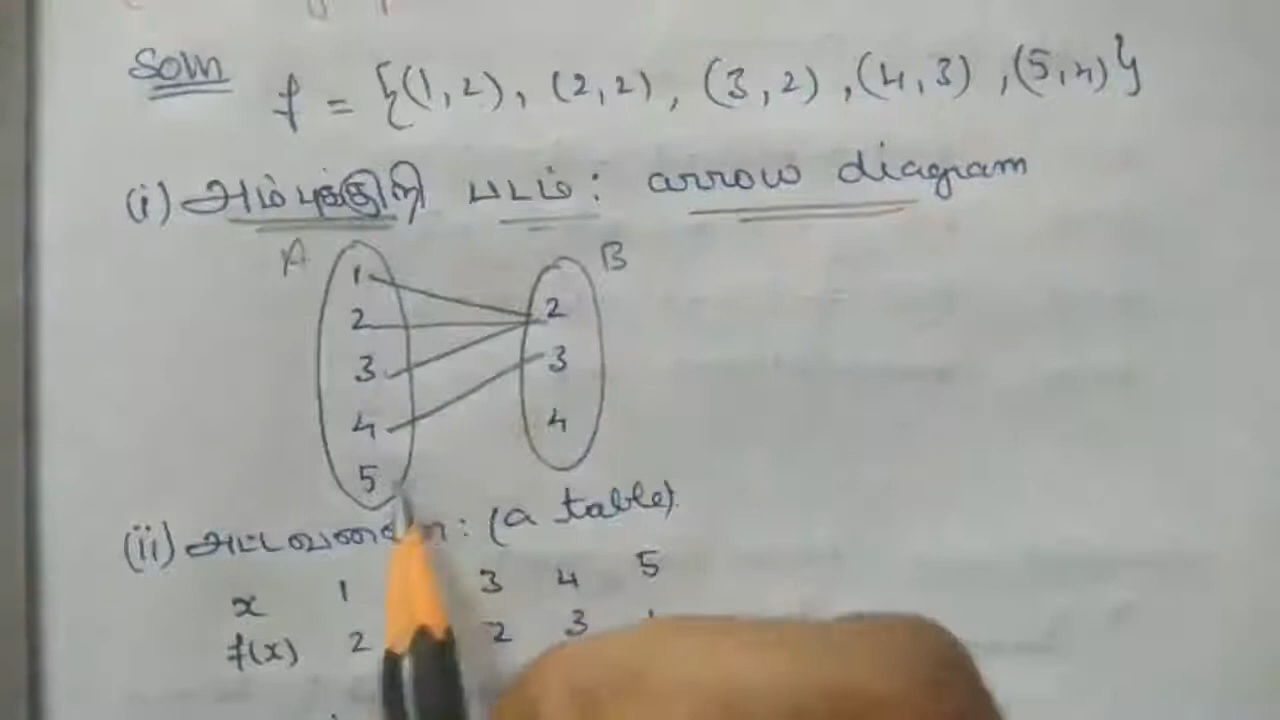 Soln
f = {(1,2), (2,2), (3,2), (4,3), (5,4)}
(i) அம்புக்குறி படம் : arrow diagram
A B
1
2 2
3 3
4 4
5
(ii) அட்டவணை : (a table)
x 1 3 4 5
f(x) 2 2 3